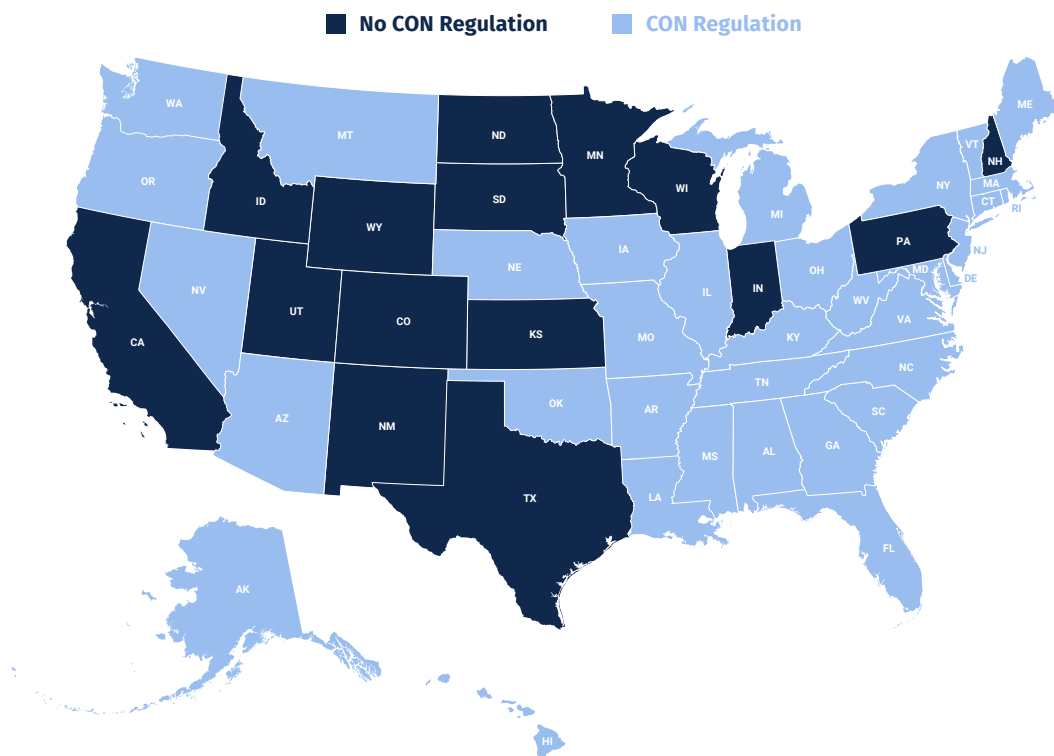 No CON Regulation CON Regulation
ME
WA
VT
MT
ND
MN
NH
OR
NY
MA
WI
CT
ID
SD
RI
MI
WY
PA
NJ
IA
NE
MD
OH
DE
NV
IL
IN
WV
UT
CO
VA
KS
CA
MO
KY
NC
TN
OK
AR
AZ
SC
NM
GA
AL
MS
LA
TX
FL
AK
HI